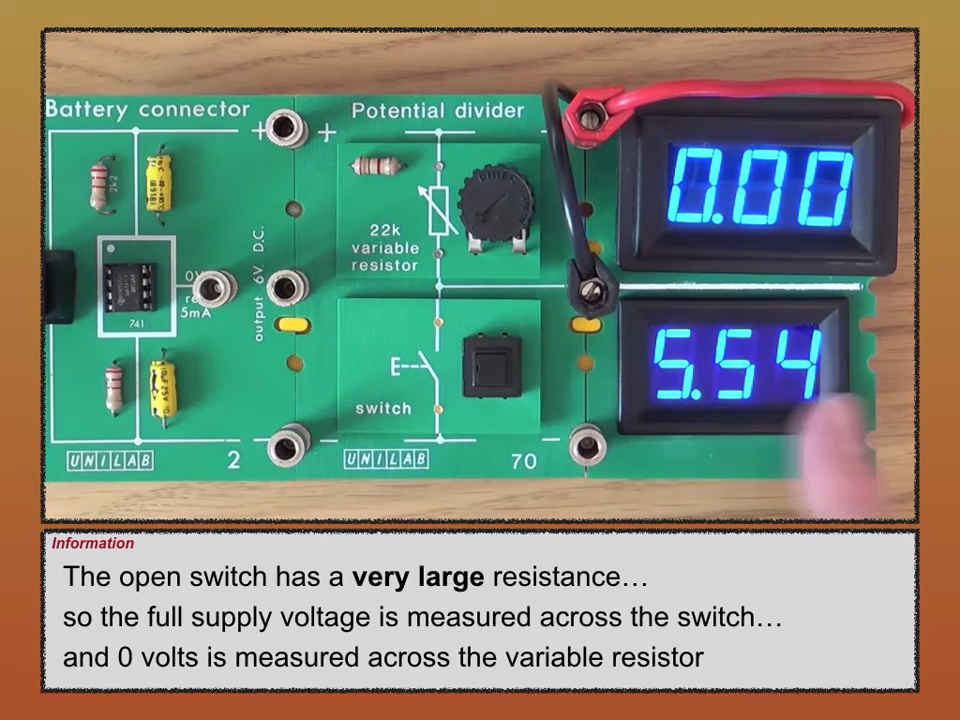 Battery connector
Potential divider
+
+
0.00
2k2
22k
variable
resistor
output 6V D.C.
5mA
741
5.54
switch
UNILAB
2
UNILAB
70
Information
The open switch has a very large resistance…
so the full supply voltage is measured across the switch…
and 0 volts is measured across the variable resistor